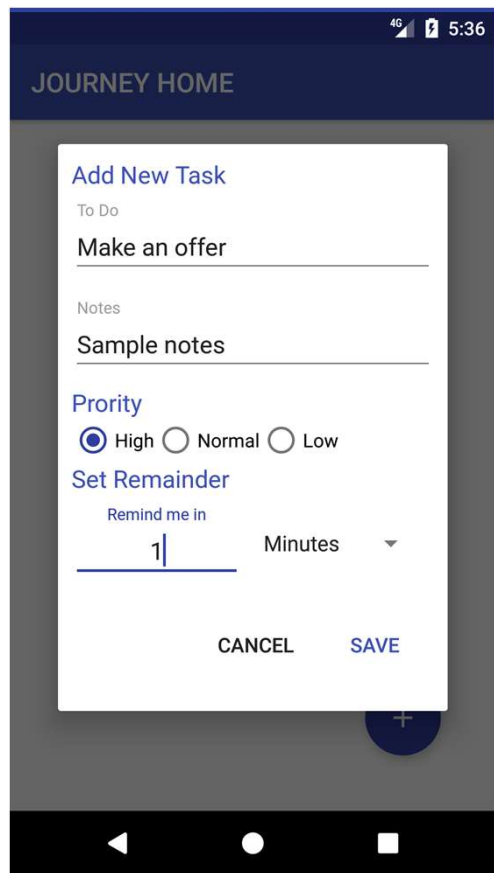 4G 5:36
JOURNEY HOME
Add New Task
To Do
Make an offer
Notes
Sample notes
Prority
High Normal Low
Set Remainder
Remind me in
1 Minutes
CANCEL SAVE
+